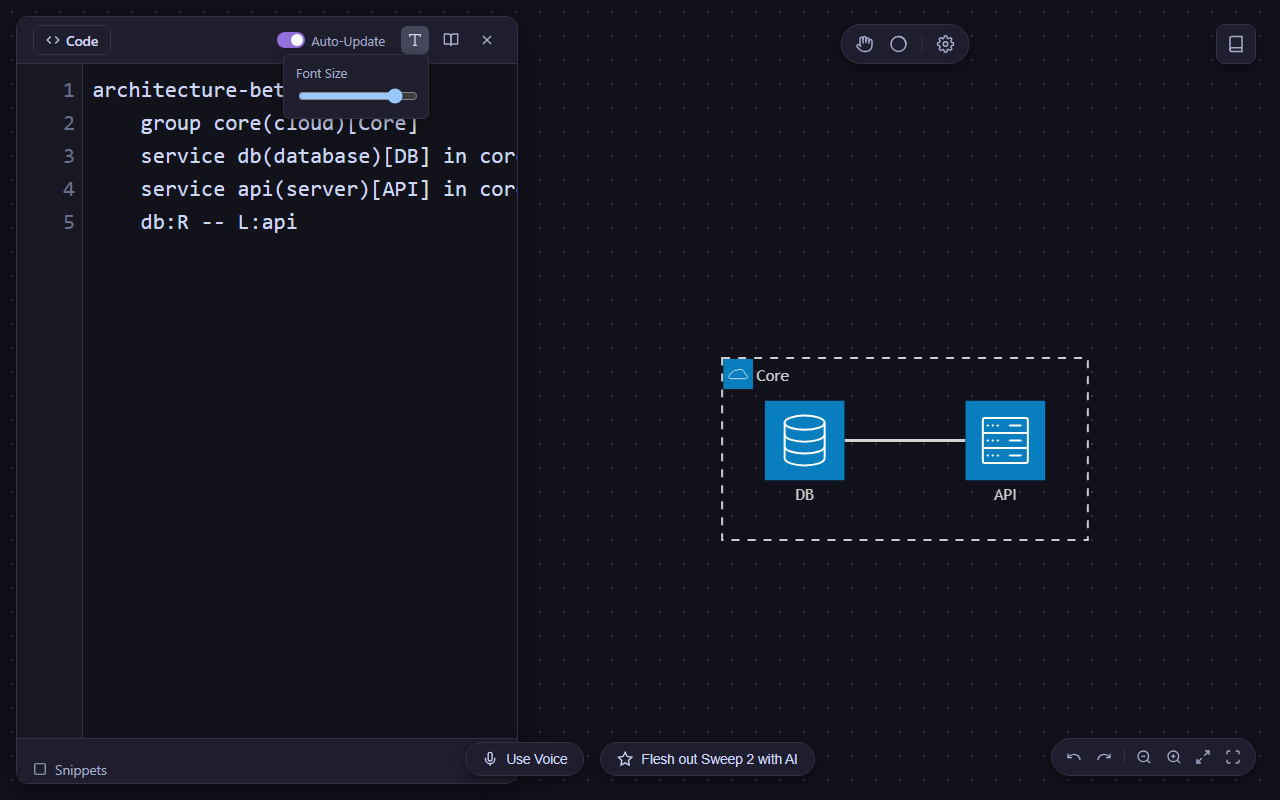 Code
Auto-Update
Font Size
1 architecture-bet
2 group core(cloud)[Core]
3 service db(database)[DB] in cor
4 service api(server)[API] in cor
5 db:R -- L:api
Core
DB
API
Snippets
Use Voice
Flesh out Sweep 2 with AI